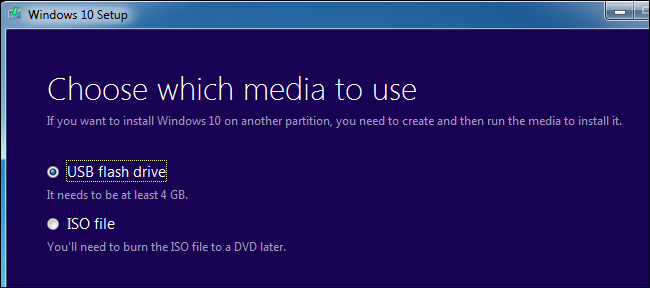 Windows 10 Setup
Choose which media to use
If you want to install Windows 10 on another partition, you need to create and then run the media to install it.
USB flash drive
It needs to be at least 4 GB.
ISO file
You'll need to burn the ISO file to a DVD later.